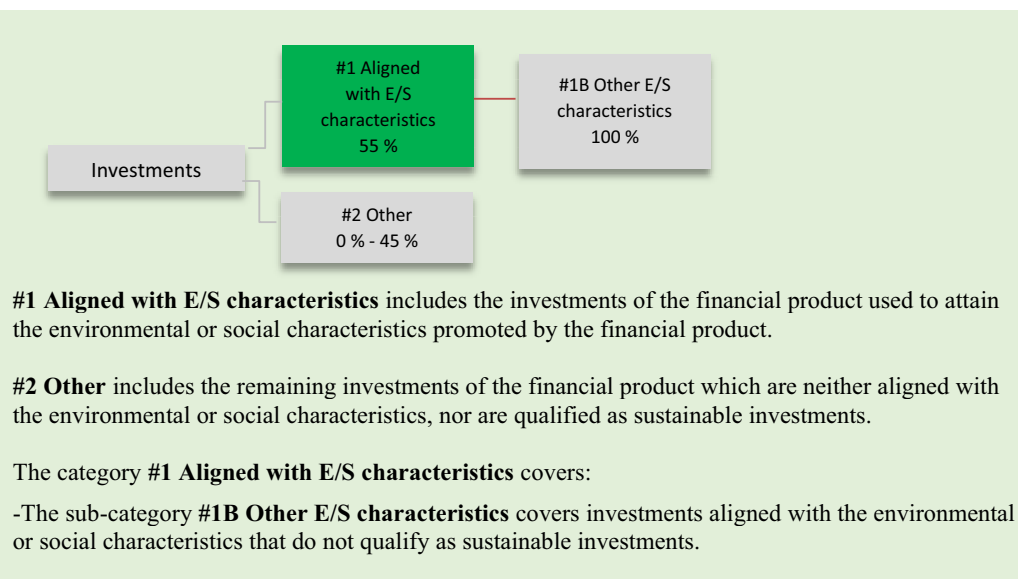 #1 Aligned
with E/S
characteristics
55 %
#1B Other E/S
characteristics
100 %
Investments
#2 Other
0 % - 45 %
#1 Aligned with E/S characteristics includes the investments of the financial product used to attain
the environmental or social characteristics promoted by the financial product.
#2 Other includes the remaining investments of the financial product which are neither aligned with
the environmental or social characteristics, nor are qualified as sustainable investments.
The category #1 Aligned with E/S characteristics covers:
-The sub-category #1B Other E/S characteristics covers investments aligned with the environmental
or social characteristics that do not qualify as sustainable investments.